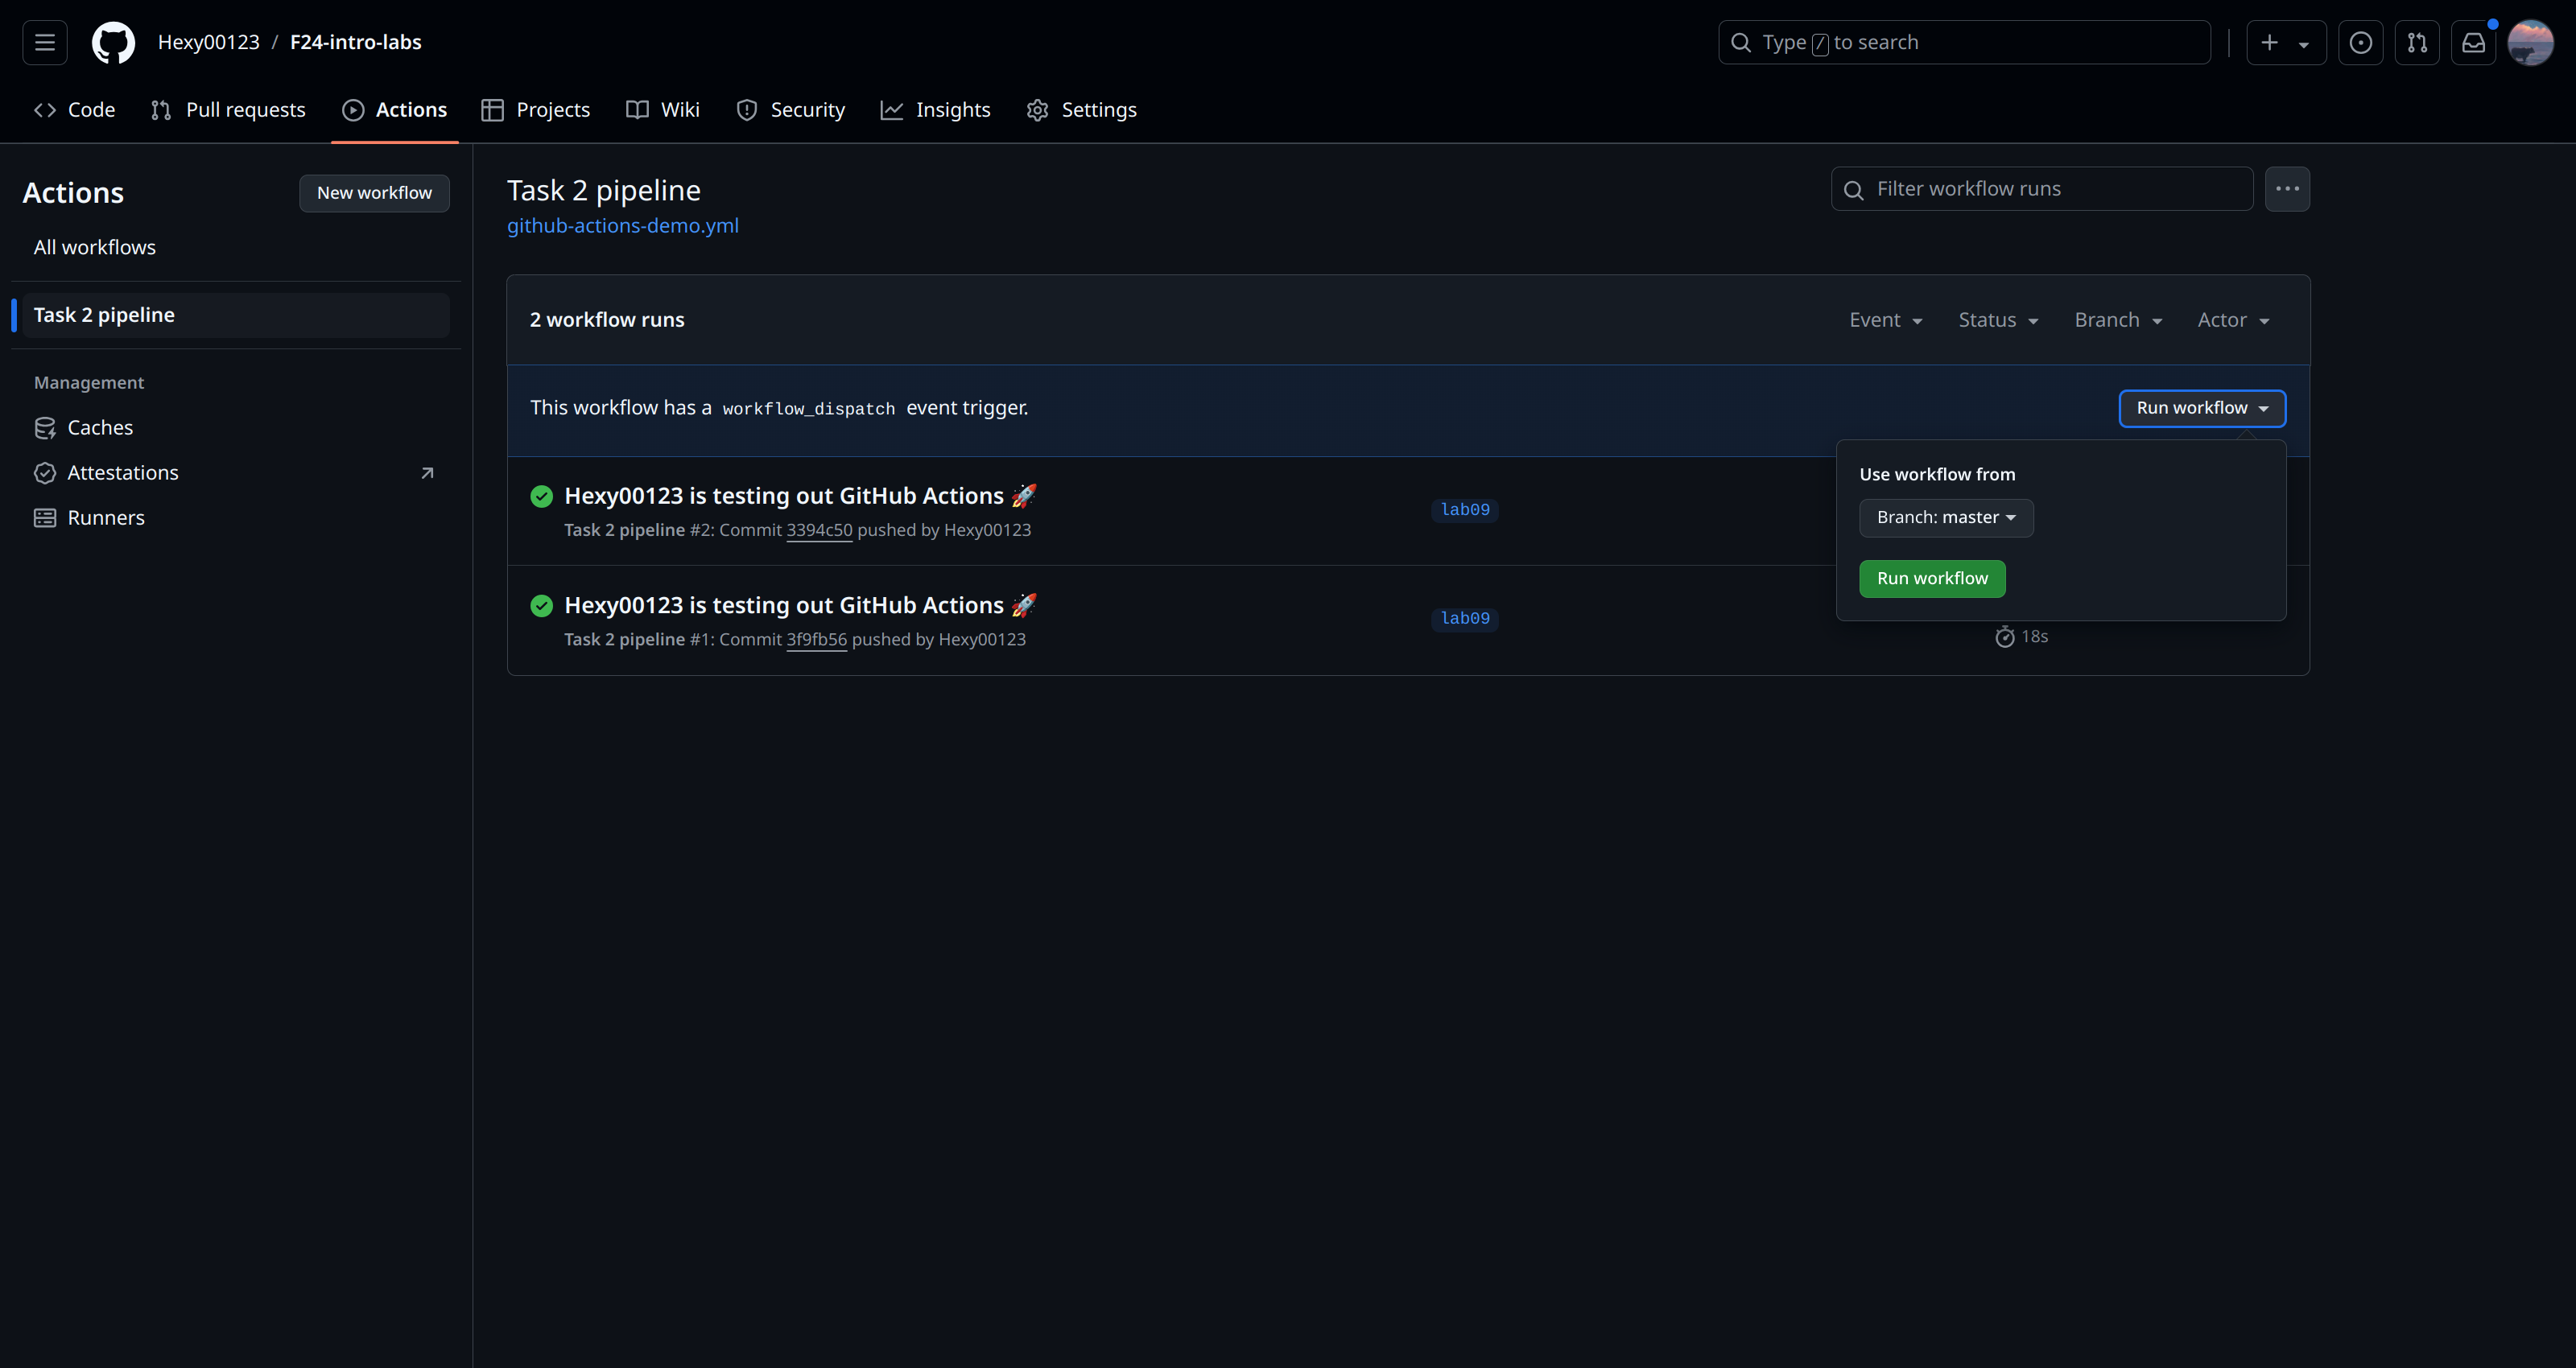 Hexy00123 / F24-intro-labs
Type / to search
Code
Pull requests
Actions
Projects
Wiki
Security
Insights
Settings
Actions
New workflow
All workflows
Task 2 pipeline
Management
Caches
Attestations
Runners
Task 2 pipeline
github-actions-demo.yml
Filter workflow runs
2 workflow runs
Event
Status
Branch
Actor
This workflow has a workflow_dispatch event trigger.
Run workflow
Use workflow from
Branch: master
Run workflow
Hexy00123 is testing out GitHub Actions 🚀
Task 2 pipeline #2: Commit 3394c50 pushed by Hexy00123
lab09
Hexy00123 is testing out GitHub Actions 🚀
Task 2 pipeline #1: Commit 3f9fb56 pushed by Hexy00123
lab09
18s